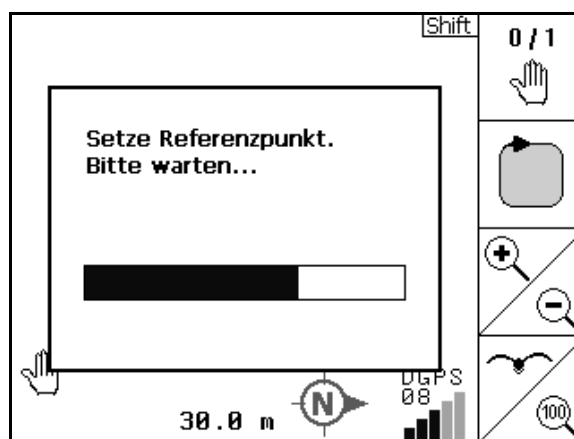 Shift
0 / 1
Setze Referenzpunkt.
Bitte warten...
DGPS
08
30.0 m
N
100